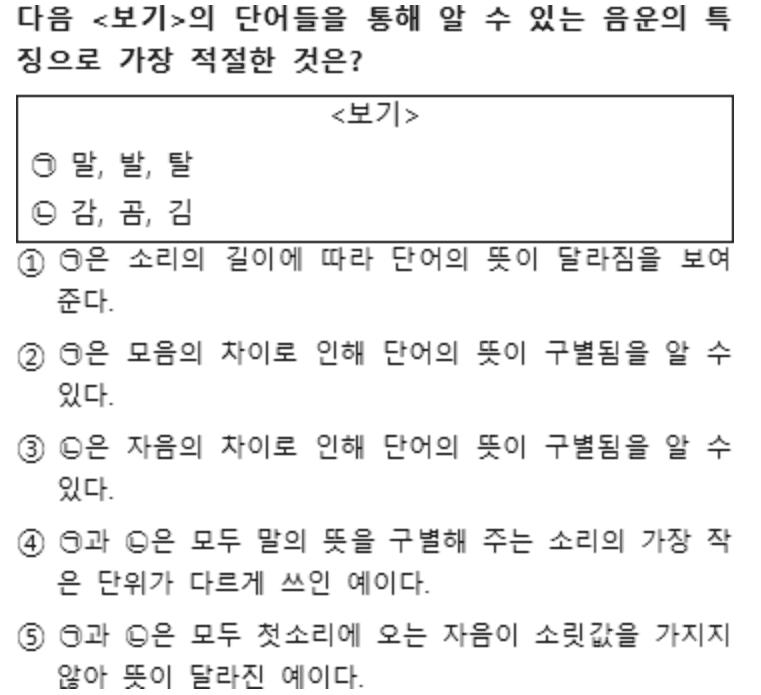 다음 <보기>의 단어들을 통해 알 수 있는 음운의 특
징으로 가장 적절한 것은?
<보기>
㉠ 말, 발, 탈
㉡ 감, 곰, 김
① ㉠은 소리의 길이에 따라 단어의 뜻이 달라짐을 보여
준다.
② ㉠은 모음의 차이로 인해 단어의 뜻이 구별됨을 알 수
있다.
③ ㉡은 자음의 차이로 인해 단어의 뜻이 구별됨을 알 수
있다.
④ ㉠과 ㉡은 모두 말의 뜻을 구별해 주는 소리의 가장 작
은 단위가 다르게 쓰인 예이다.
⑤ ㉠과 ㉡은 모두 첫소리에 오는 자음이 소릿값을 가지지
않아 뜻이 달라진 예이다.